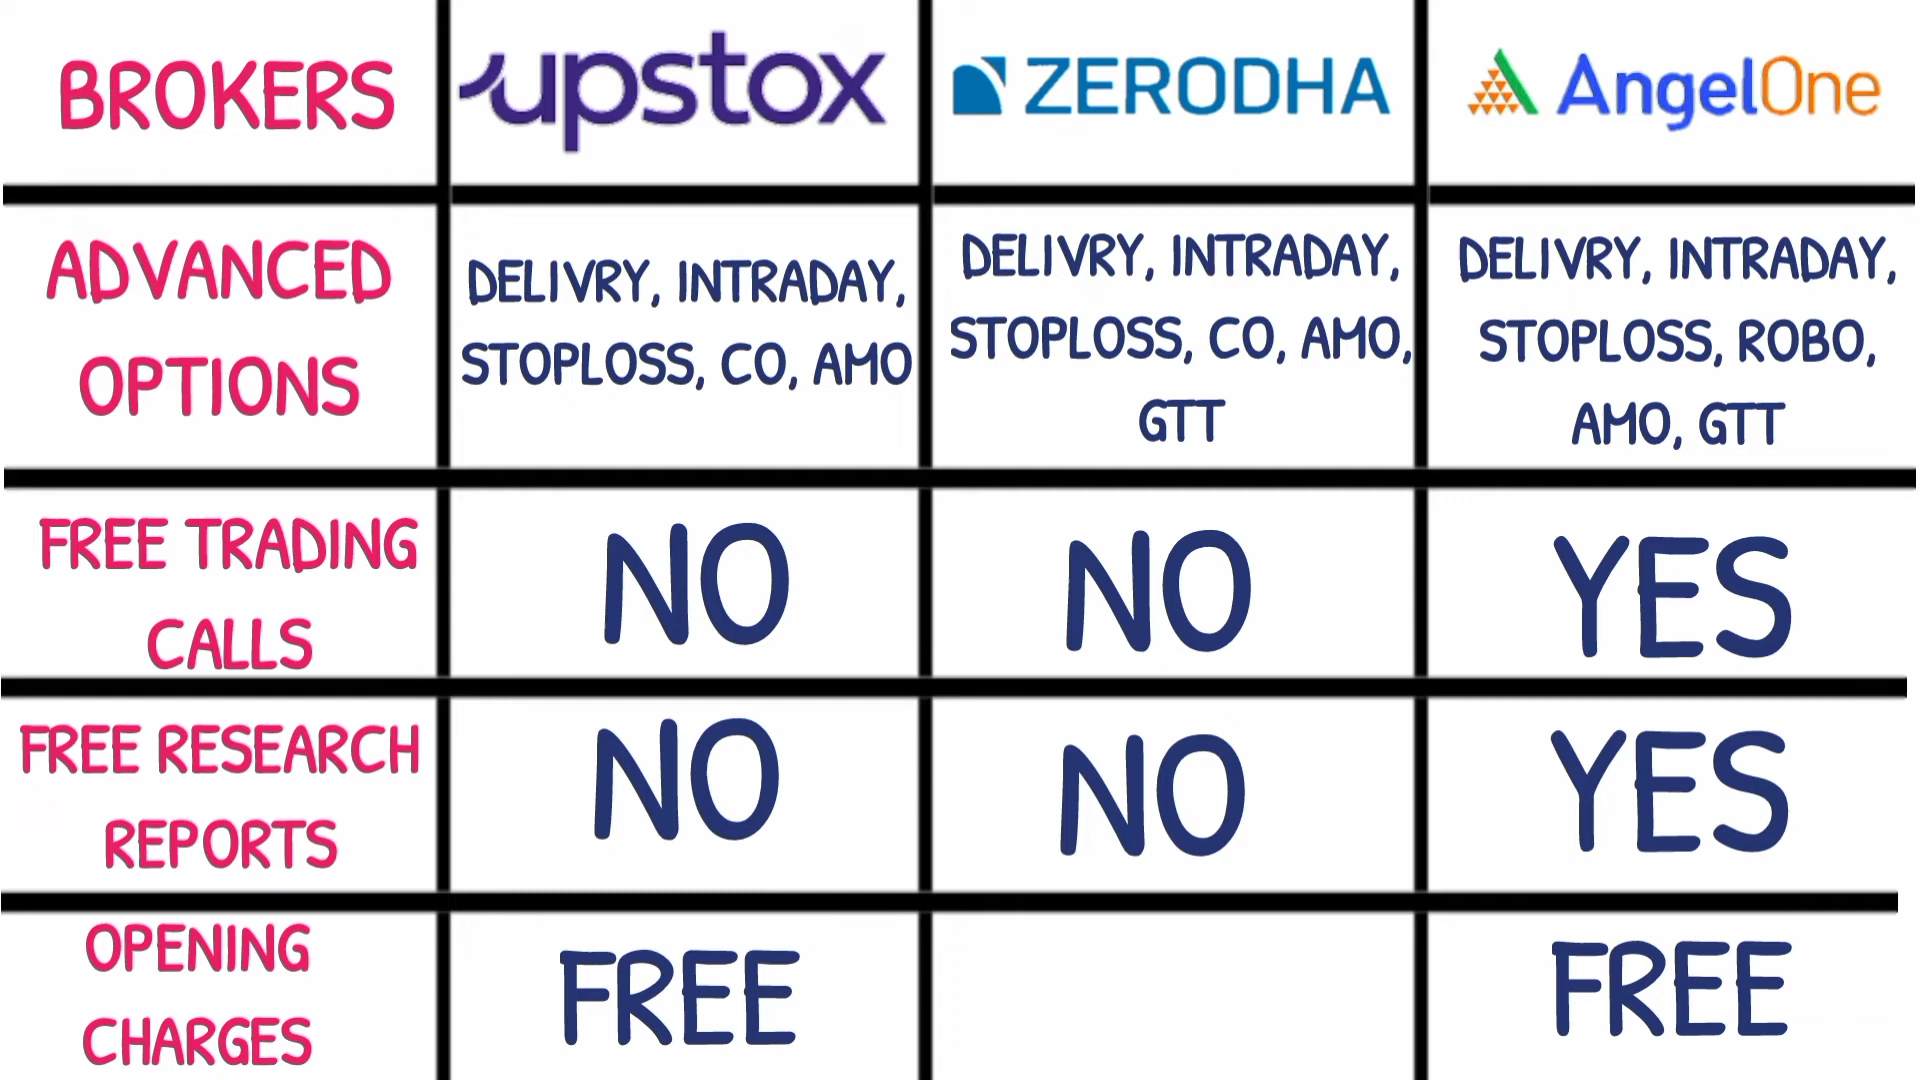 BROKERS
upstox
ZERODHA
AngelOne
ADVANCED
OPTIONS
DELIVRY, INTRADAY,
STOPLOSS, CO, AMO
DELIVRY, INTRADAY,
STOPLOSS, CO, AMO,
GTT
DELIVRY, INTRADAY,
STOPLOSS, ROBO,
AMO, GTT
FREE TRADING
CALLS
NO
NO
YES
FREE RESEARCH
REPORTS
NO
NO
YES
OPENING
CHARGES
FREE
FREE